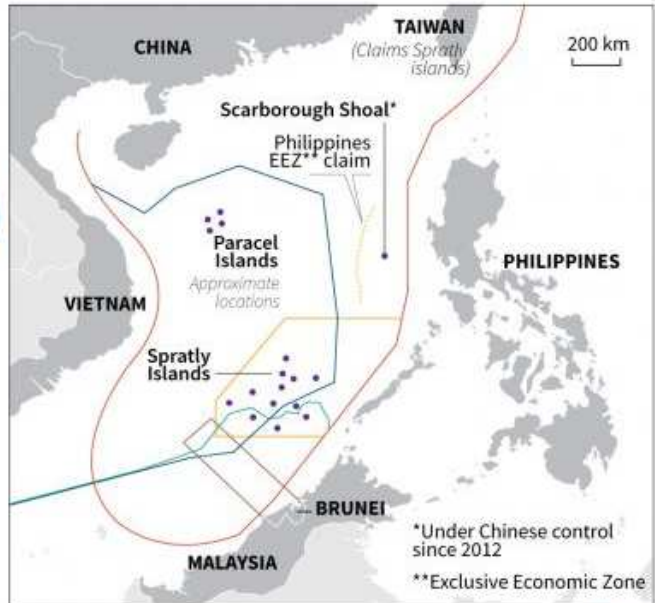 TAIWAN
(Claims Spratly
islands)
CHINA
200 km
Scarborough Shoal*
Philippines
EEZ** claim
Paracel
Islands
Approximate
locations
PHILIPPINES
VIETNAM
Spratly
Islands
BRUNEI
MALAYSIA
*Under Chinese control
since 2012
**Exclusive Economic Zone